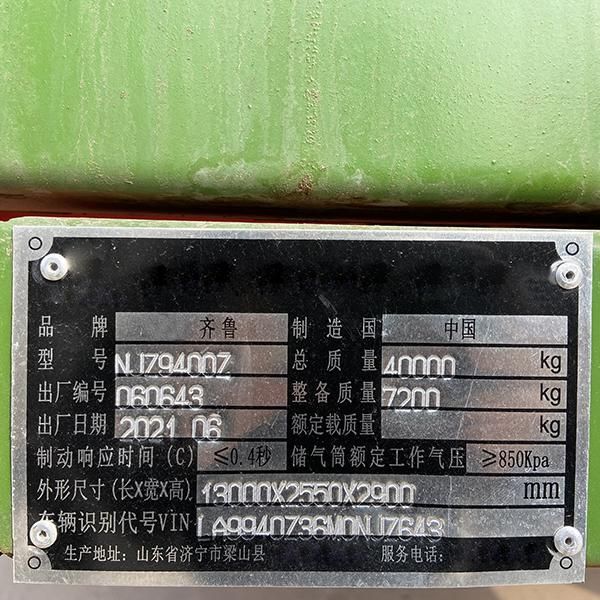 品牌 齐鲁 制造国 中国
型号 NJZ9400Z 总质量 40000 kg
出厂编号 060643 整备质量 7200 kg
出厂日期 2021.06 额定载质量 kg
制动响应时间(C) ≤0.4秒 储气筒额定工作气压 ≥850Kpa
外形尺寸(长X宽X高) 13000X2550X2900 mm
车辆识别代号VIN LA9940Z36M0NJZ643
生产地址: 山东省济宁市梁山县 服务电话: